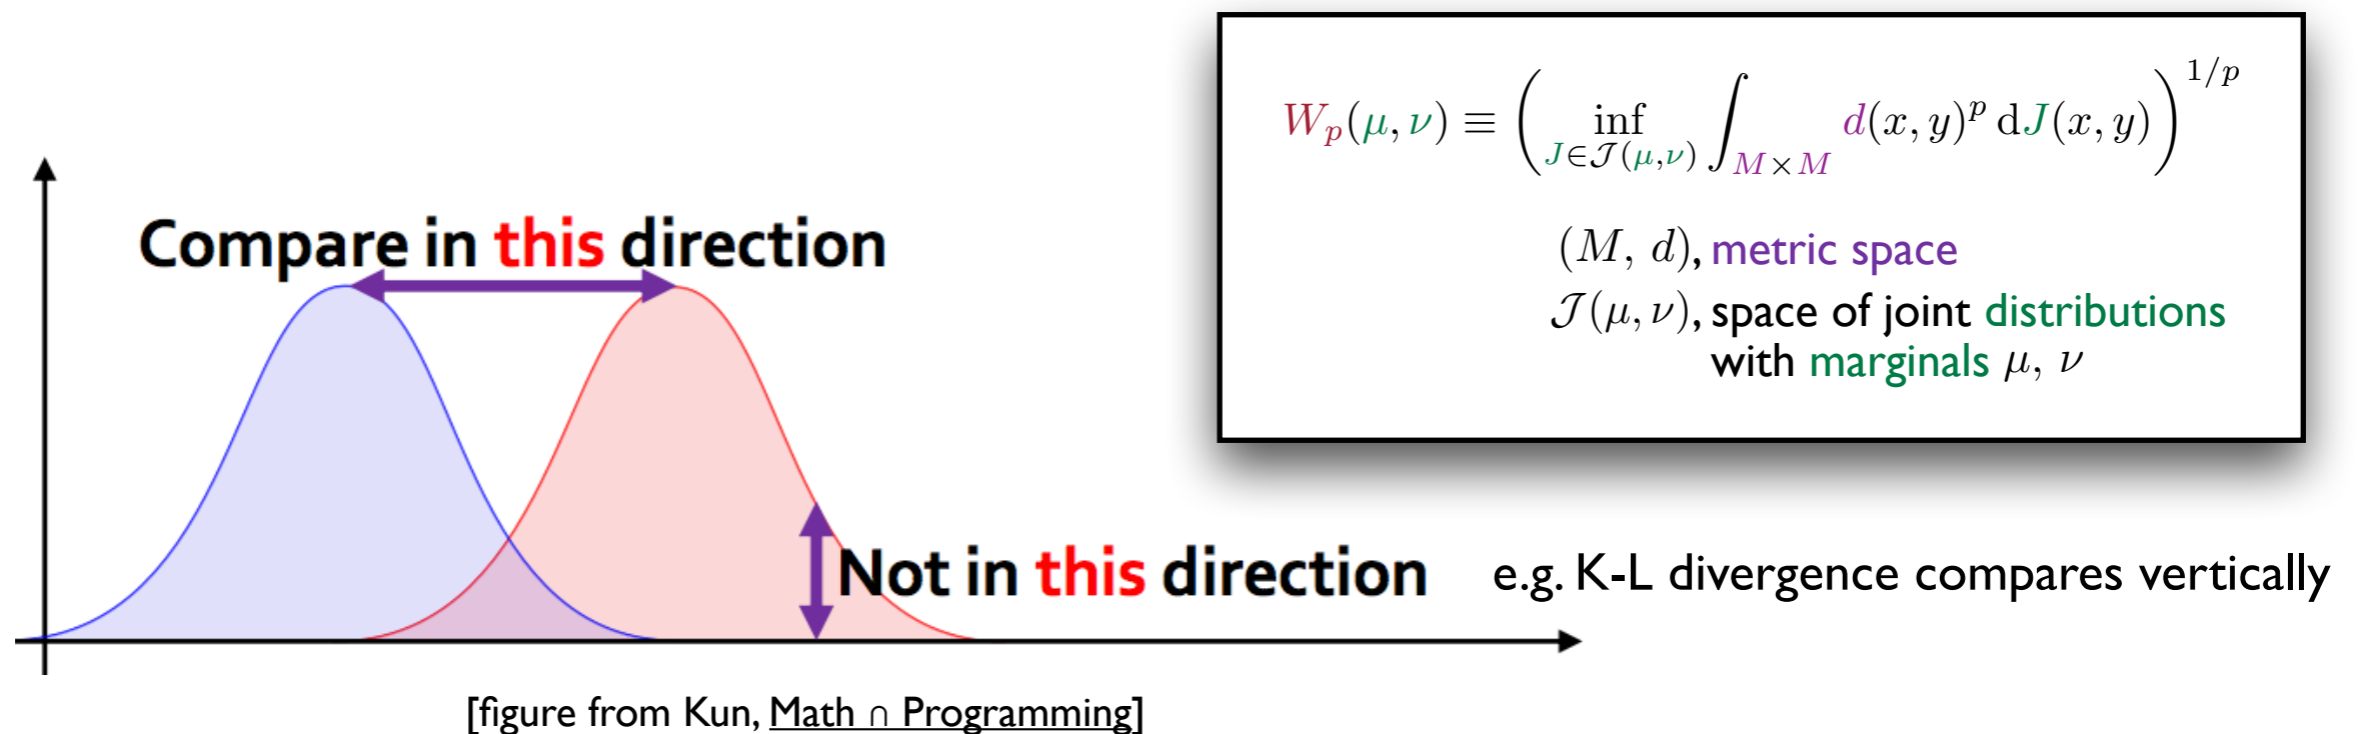 W_p(μ, ν) ≡ ( inf_{J∈𝒥(μ,ν)} ∫_{M×M} d(x, y)^p dJ(x, y) )^{1/p}
(M, d), metric space
𝒥(μ, ν), space of joint distributions
with marginals μ, ν
Compare in this direction
Not in this direction
e.g. K-L divergence compares vertically
[figure from Kun, Math ∩ Programming]